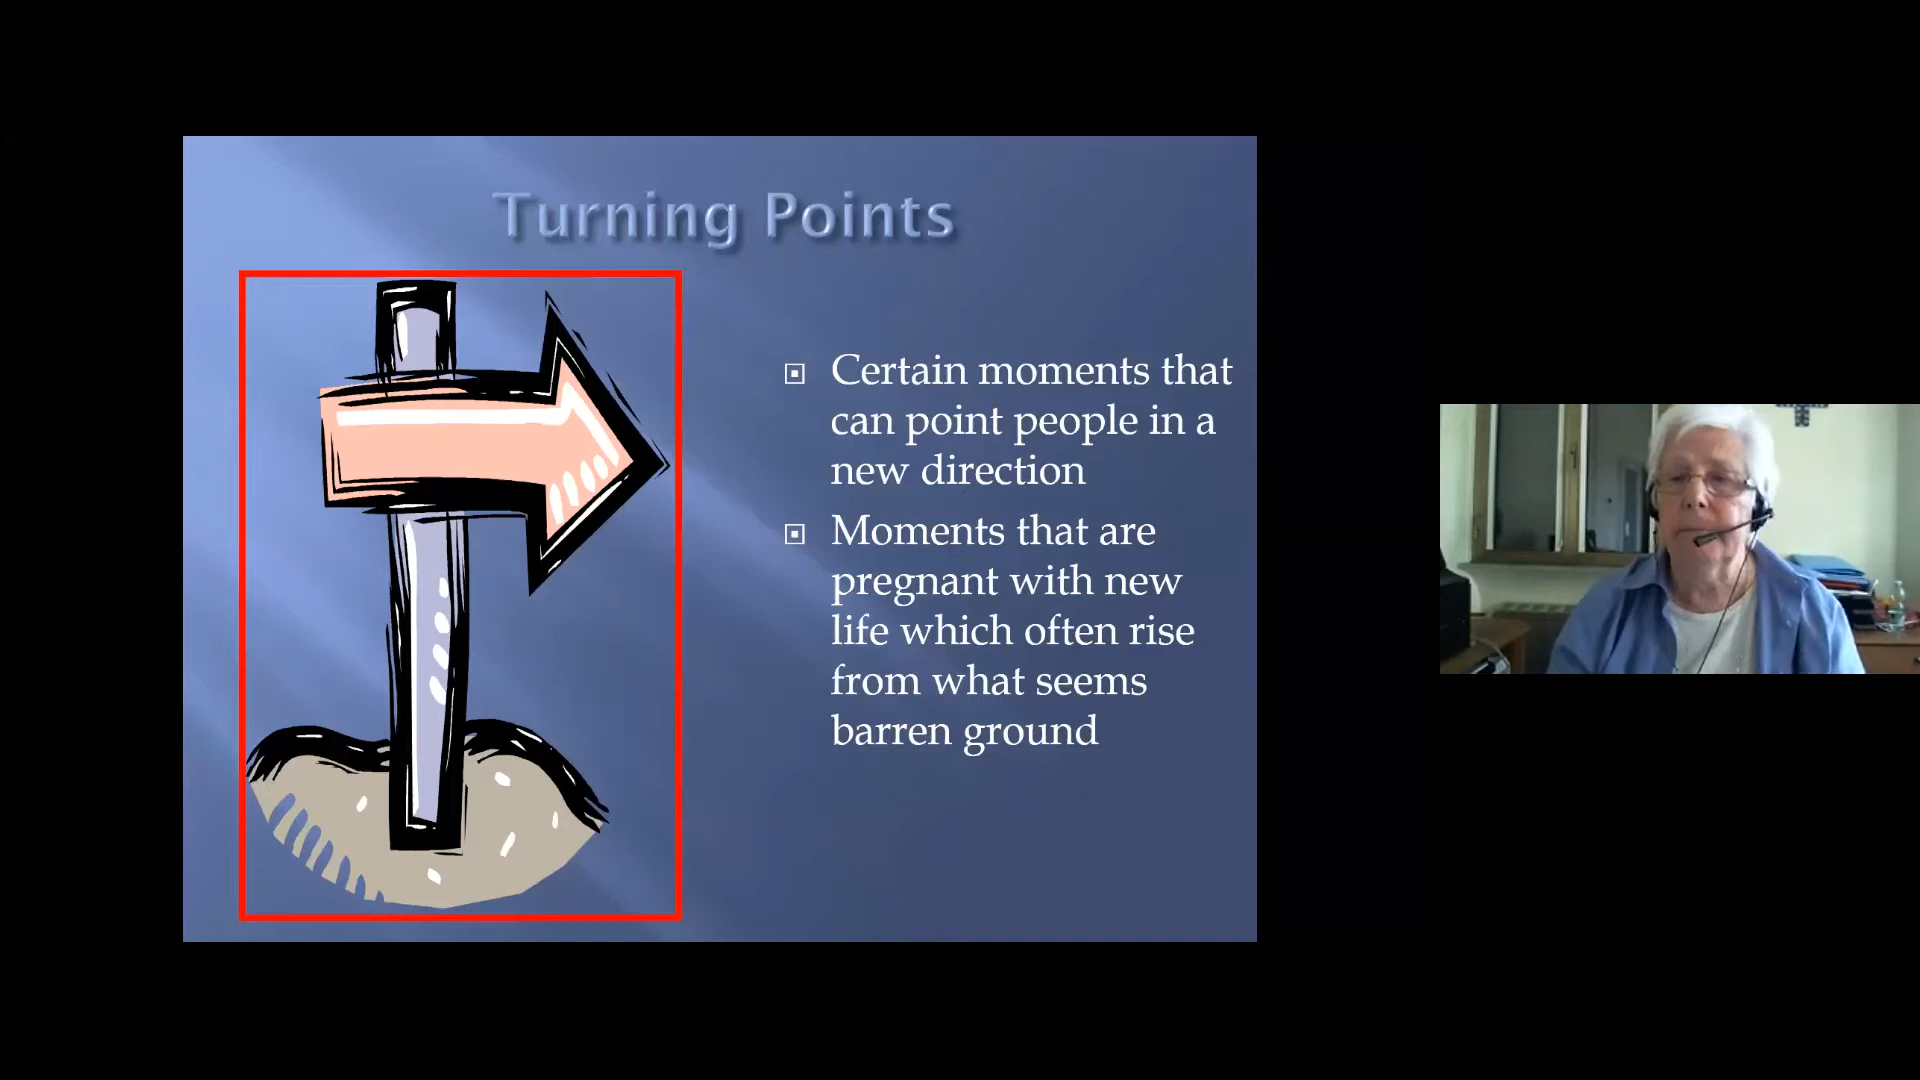 Turning Points
Certain moments that
can point people in a
new direction
Moments that are
pregnant with new
life which often rise
from what seems
barren ground